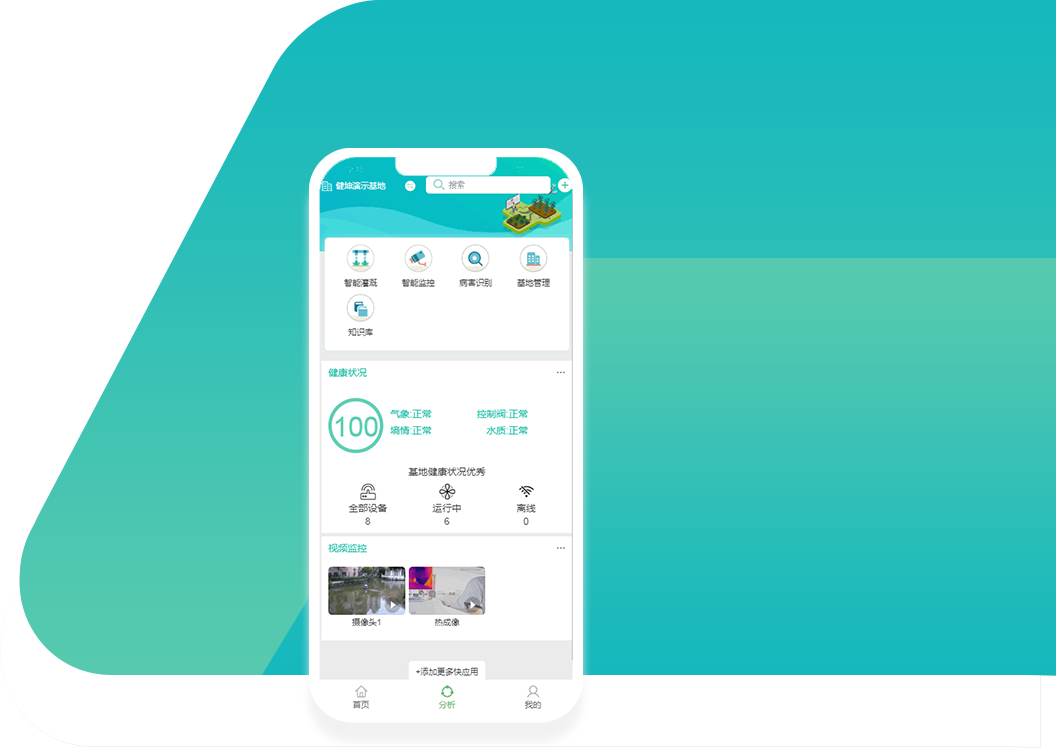 健坤演示基地
搜索
智能灌溉 智能监控 病害识别 基地管理
知识库
健康状况
100
气象:正常 控制阀:正常
墒情:正常 水质:正常
基地健康状况优秀
全部设备 运行中 离线
8 6 0
视频监控
摄像头1 热成像
+添加更多快应用
首页 分析 我的